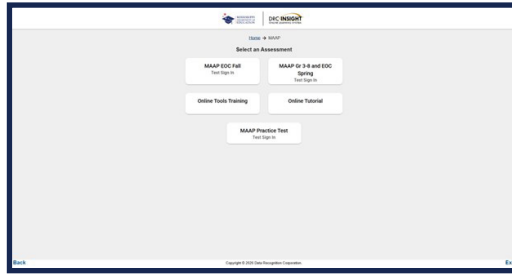 DRC INSIGHT
Home → MAAP
Select an Assessment
MAAP EOC Fall
Test Sign In
MAAP Gr 3-8 and EOC
Spring
Test Sign In
Online Tools Training
Online Tutorial
MAAP Practice Test
Test Sign In
Back
Copyright © 2025 Data Recognition Corporation.
Ex